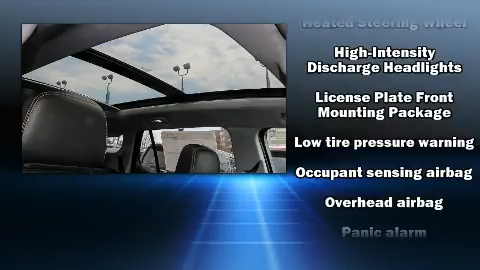 Heated Steering Wheel
High-Intensity
Discharge Headlights
License Plate Front
Mounting Package
Low tire pressure warning
Occupant sensing airbag
Overhead airbag
Panic alarm